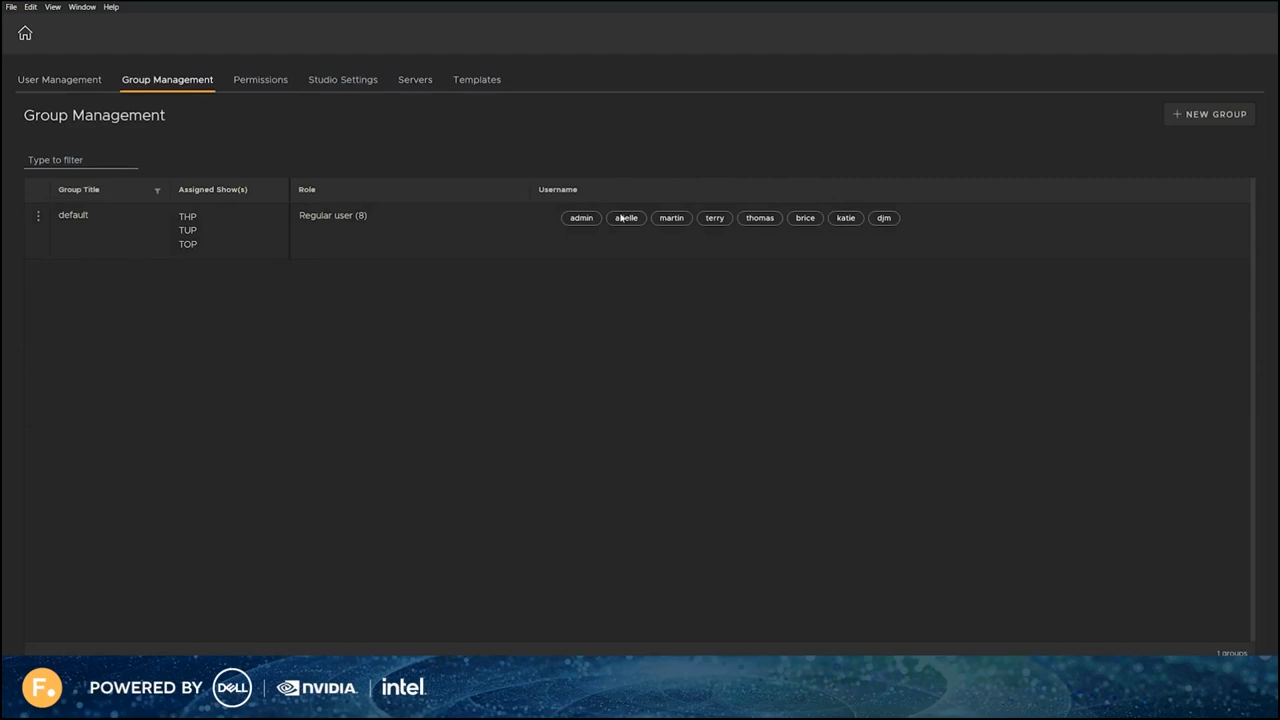 File Edit View Window Help
User Management Group Management Permissions Studio Settings Servers Templates
Group Management
+ NEW GROUP
Type to filter
Group Title Assigned Show(s) Role Username
default THP Regular user (8) admin martin terry thomas brice katie djm
TUP
TOP
1 groups
F. POWERED BY DELL NVIDIA intel